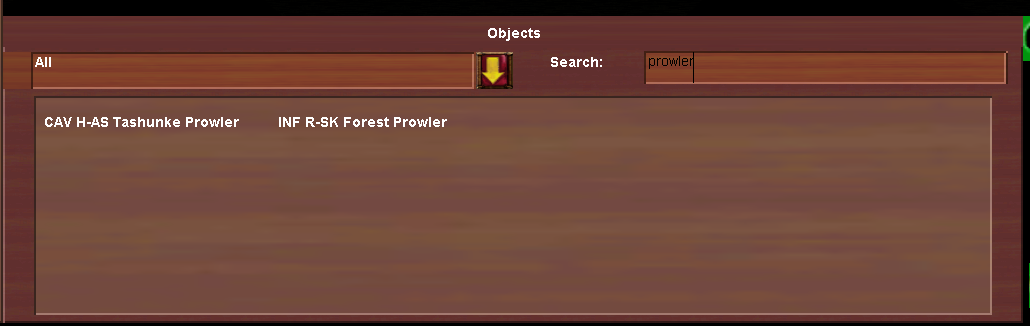 Objects
All
Search: prowler
CAV H-AS Tashunke Prowler INF R-SK Forest Prowler